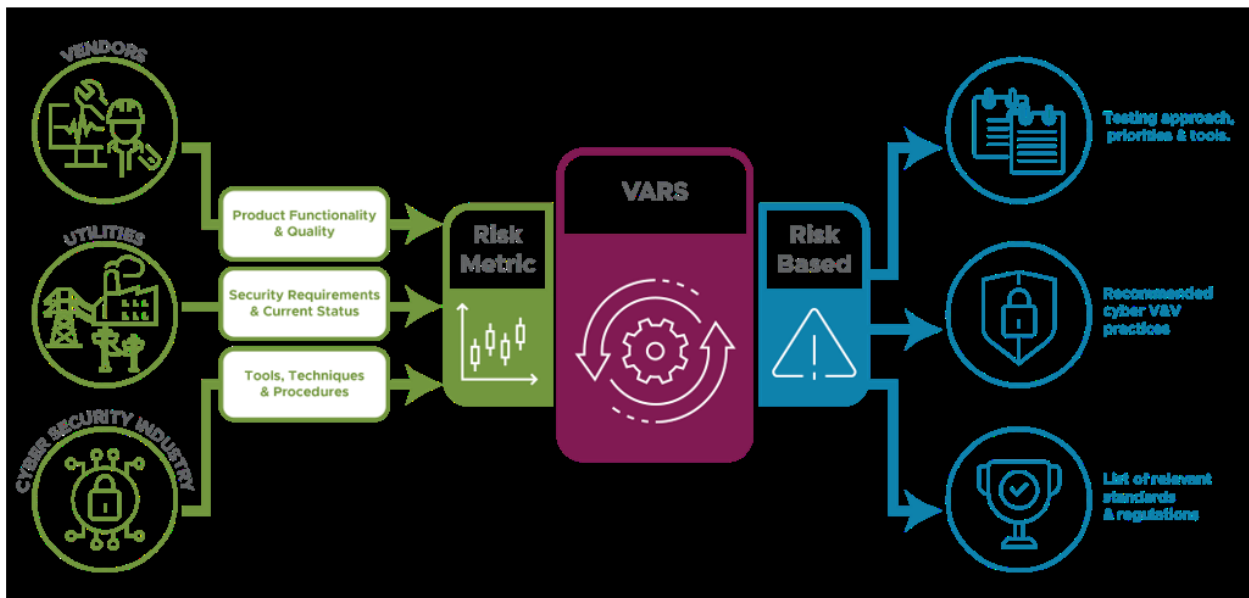 VENDORS
Product Functionality
& Quality
UTILITIES
Security Requirements
& Current Status
CYBER SECURITY INDUSTRY
Tools, Techniques
& Procedures
Risk
Metric
VARS
Risk
Based
Testing approach,
priorities & tools.
Recommended
cyber V&V
practices
List of relevant
standards
& regulations